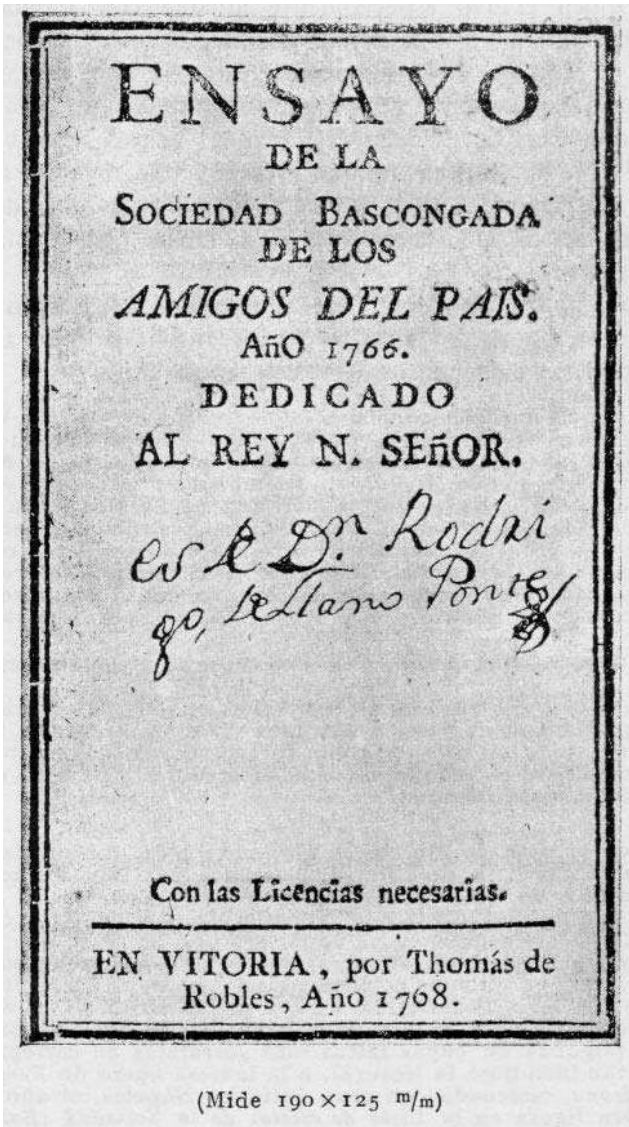 ENSAYO
DE LA
SOCIEDAD BASCONGADA
DE LOS
AMIGOS DEL PAIS.
AñO 1766.
DEDICADO
AL REY N. SEñOR.
es de Dn. Rodri
go, de Llano Ponte
Con las Licencias necesarias.
EN VITORIA, por Thomás de
Robles, Año 1768.
(Mide 190 × 125 m/m)